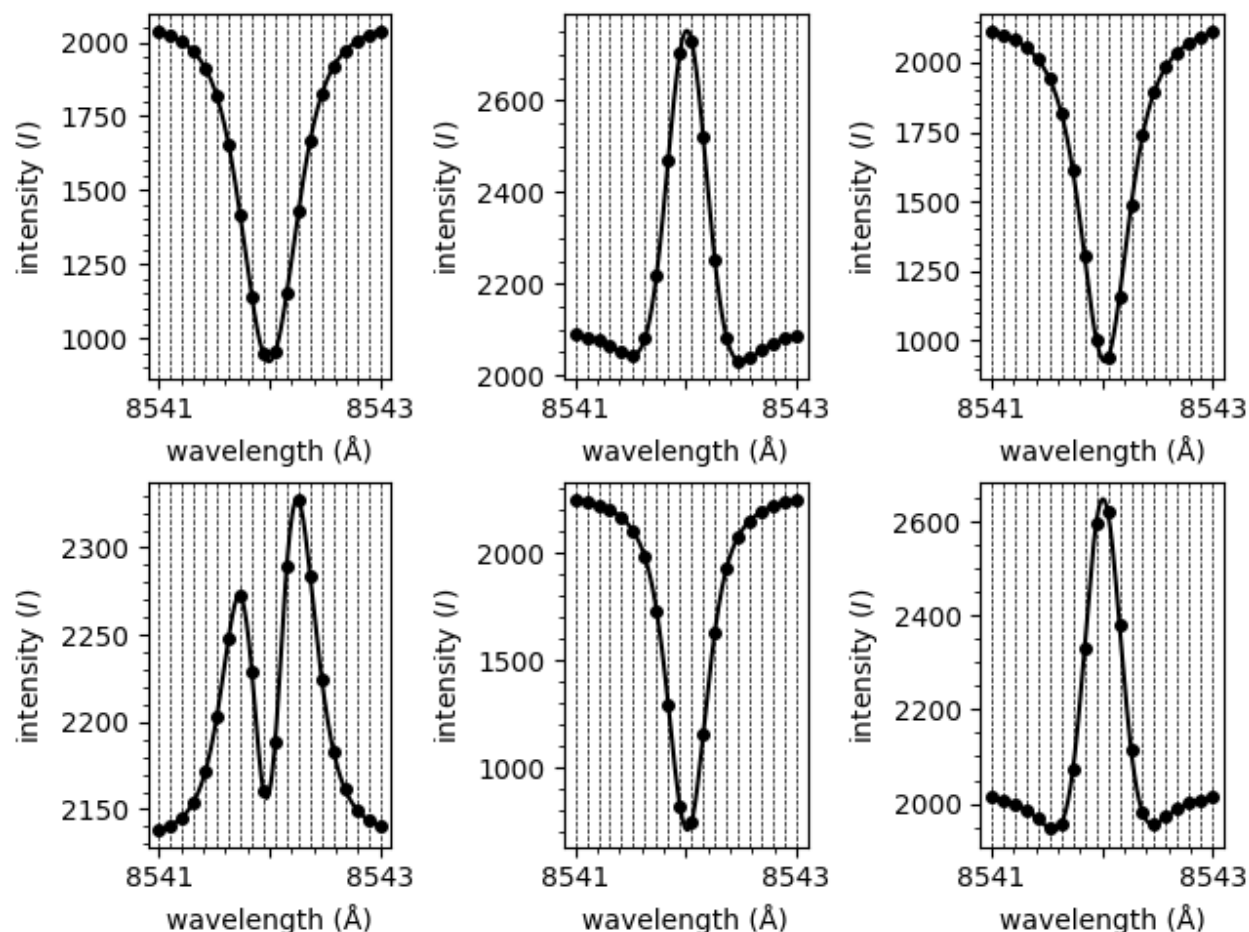 2000
1750
1500
1250
1000
intensity (I)
8541 8543
wavelength (Å)
2600
2400
2200
2000
intensity (I)
8541 8543
wavelength (Å)
2000
1750
1500
1250
1000
intensity (I)
8541 8543
wavelength (Å)
2300
2250
2200
2150
intensity (I)
8541 8543
wavelength (Å)
2000
1500
1000
intensity (I)
8541 8543
wavelength (Å)
2600
2400
2200
2000
intensity (I)
8541 8543
wavelength (Å)